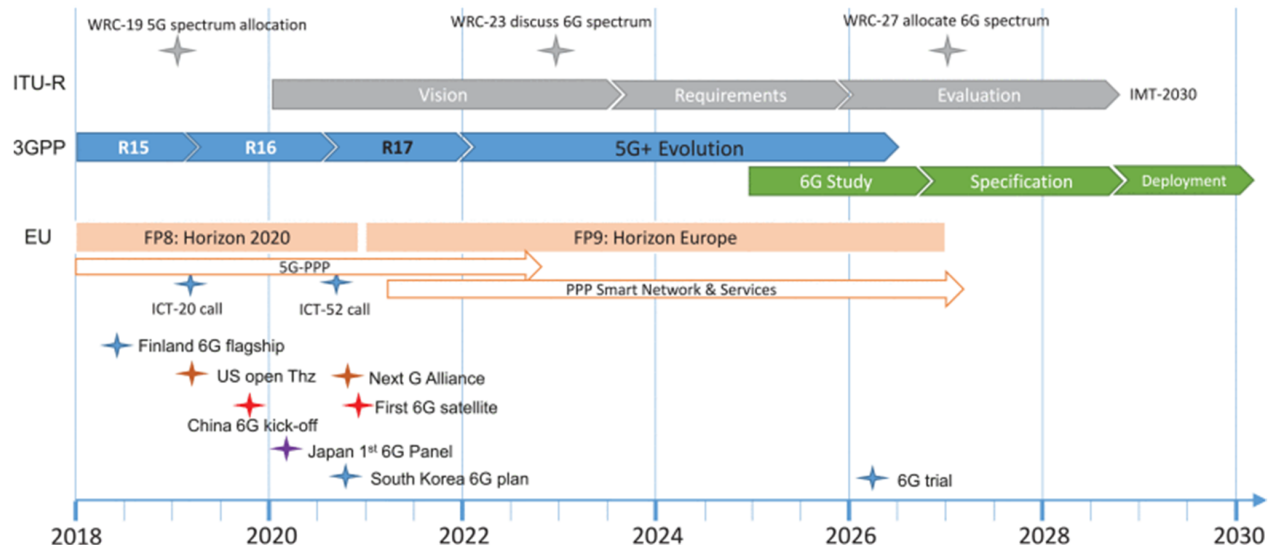 WRC-19 5G spectrum allocation
WRC-23 discuss 6G spectrum
WRC-27 allocate 6G spectrum
ITU-R
Vision
Requirements
Evaluation
IMT-2030
3GPP
R15
R16
R17
5G+ Evolution
6G Study
Specification
Deployment
EU
FP8: Horizon 2020
FP9: Horizon Europe
5G-PPP
PPP Smart Network & Services
ICT-20 call
ICT-52 call
Finland 6G flagship
US open Thz
Next G Alliance
First 6G satellite
China 6G kick-off
Japan 1st 6G Panel
South Korea 6G plan
6G trial
2018
2020
2022
2024
2026
2028
2030